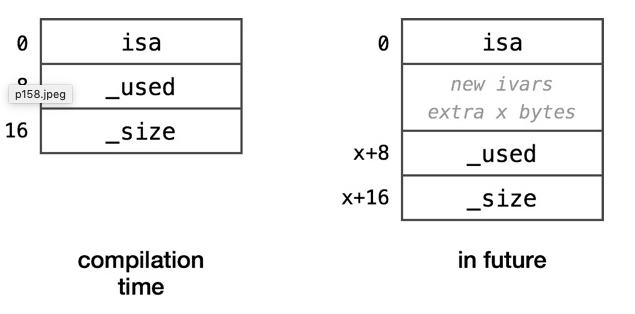 0 isa
8 _used
p158.jpeg
16 _size
compilation
time
0 isa
new ivars
extra x bytes
x+8 _used
x+16 _size
in future